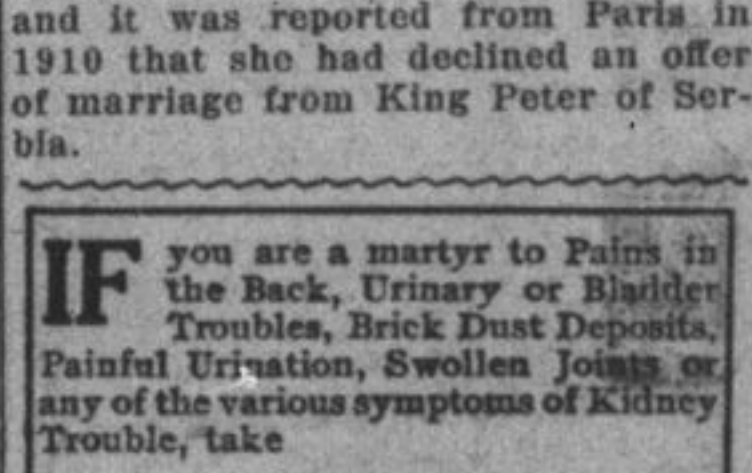 and it was reported from Paris in
1910 that she had declined an offer
of marriage from King Peter of Ser-
bia.
IF you are a martyr to Pains in
the Back, Urinary or Bladder
Troubles, Brick Dust Deposits,
Painful Urination, Swollen Joints or
any of the various symptoms of Kidney
Trouble, take